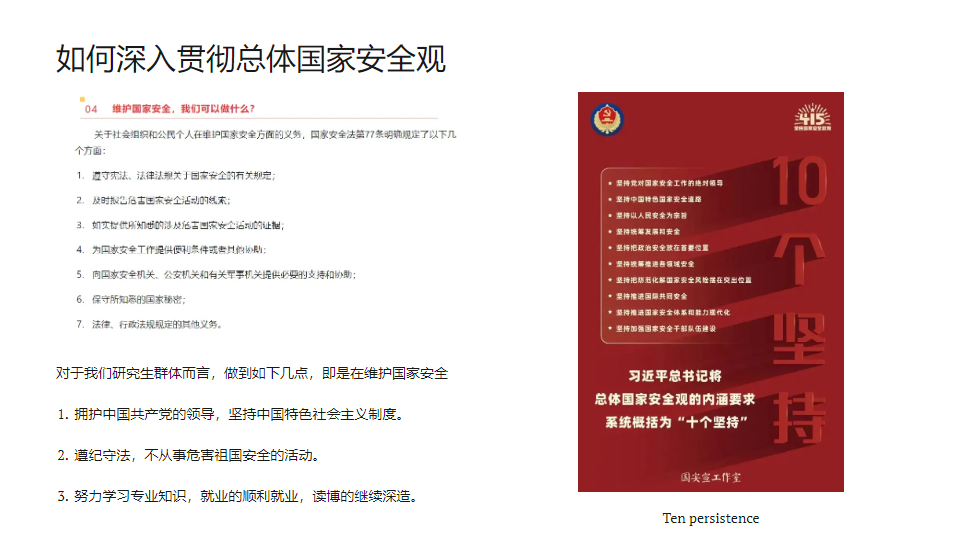 如何深入贯彻总体国家安全观
04 维护国家安全，我们可以做什么？
关于社会组织和公民个人在维护国家安全方面的义务，国家安全法第77条明确规定了以下几
个方面：
1. 遵守宪法、法律法规关于国家安全的有关规定；
2. 及时报告危害国家安全活动的线索；
3. 如实提供所知悉的涉及危害国家安全活动的证据；
4. 为国家安全工作提供便利条件或者其他协助；
5. 向国家安全机关、公安机关和有关军事机关提供必要的支持和协助；
6. 保守所知悉的国家秘密；
7. 法律、行政法规规定的其他义务。
对于我们研究生群体而言，做到如下几点，即是在维护国家安全
1. 拥护中国共产党的领导，坚持中国特色社会主义制度。
2. 遵纪守法，不从事危害祖国安全的活动。
3. 努力学习专业知识，就业的顺利就业，读博的继续深造。
415
全民国家安全教育日
10个坚持
• 坚持党对国家安全工作的绝对领导
• 坚持中国特色国家安全道路
• 坚持以人民安全为宗旨
• 坚持统筹发展和安全
• 坚持把政治安全放在首要位置
• 坚持统筹推进各领域安全
• 坚持把防范化解国家安全风险摆在突出位置
• 坚持推进国际共同安全
• 坚持推进国家安全体系和能力现代化
• 坚持加强国家安全干部队伍建设
习近平总书记将
总体国家安全观的内涵要求
系统概括为“十个坚持”
国安宣工作室
Ten persistence